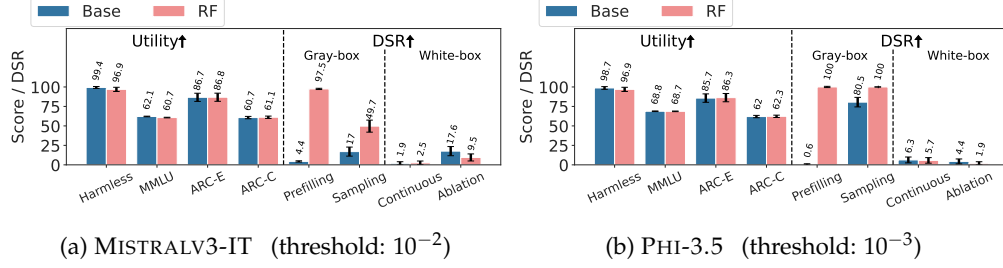 Base RF
Utility↑ DSR↑
Gray-box White-box
Score / DSR
100
75
50
25
0
99.4 96.9 62.1 60.7 86.7 86.8 60.7 61.1 4.4 97.5 17 49.7 1.9 2.5 17.6 9.5
Harmless MMLU ARC-E ARC-C Prefilling Sampling Continuous Ablation
(a) MISTRALV3-IT (threshold: 10⁻²)
Base RF
Utility↑ DSR↑
Gray-box White-box
Score / DSR
100
75
50
25
0
98.7 96.9 68.8 68.7 85.7 86.3 62 62.3 0.6 100 80.5 100 6.3 5.7 4.4 1.9
Harmless MMLU ARC-E ARC-C Prefilling Sampling Continuous Ablation
(b) PHI-3.5 (threshold: 10⁻³)